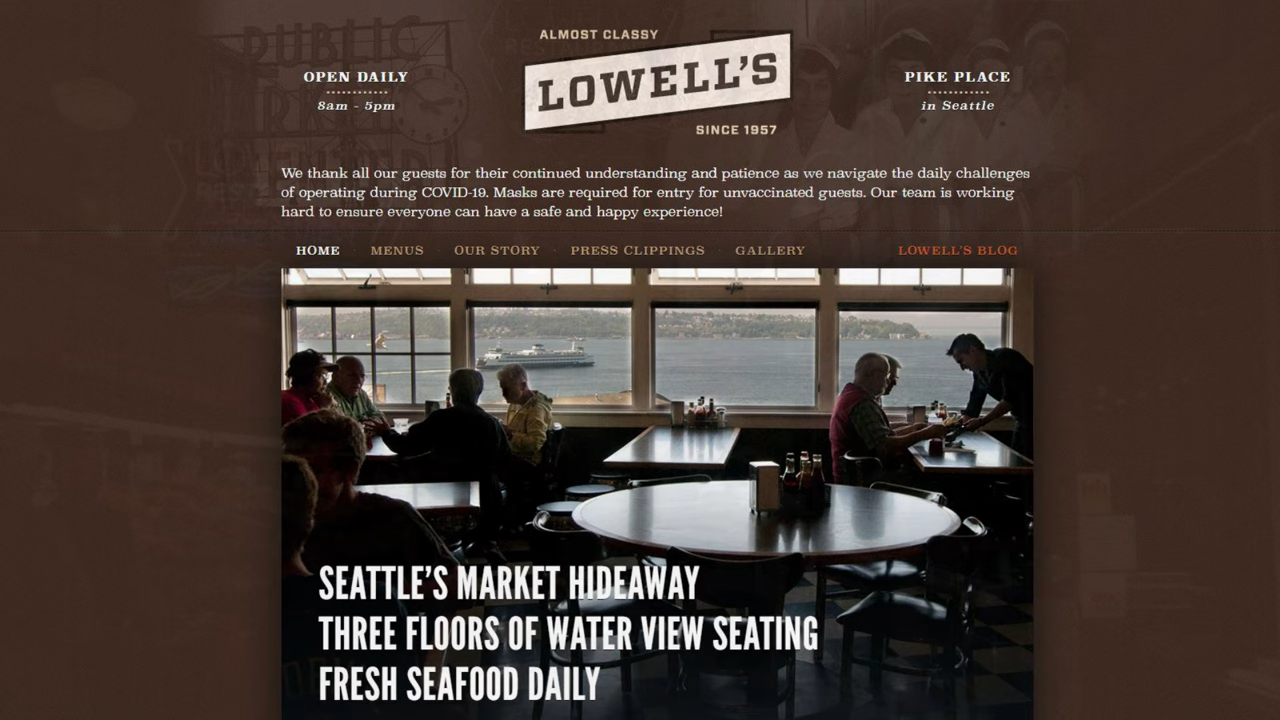 ALMOST CLASSY
LOWELL'S
SINCE 1957
OPEN DAILY
8am - 5pm
PIKE PLACE
in Seattle
We thank all our guests for their continued understanding and patience as we navigate the daily challenges
of operating during COVID-19. Masks are required for entry for unvaccinated guests. Our team is working
hard to ensure everyone can have a safe and happy experience!
HOME · MENUS · OUR STORY · PRESS CLIPPINGS · GALLERY LOWELL'S BLOG
SEATTLE'S MARKET HIDEAWAY
THREE FLOORS OF WATER VIEW SEATING
FRESH SEAFOOD DAILY